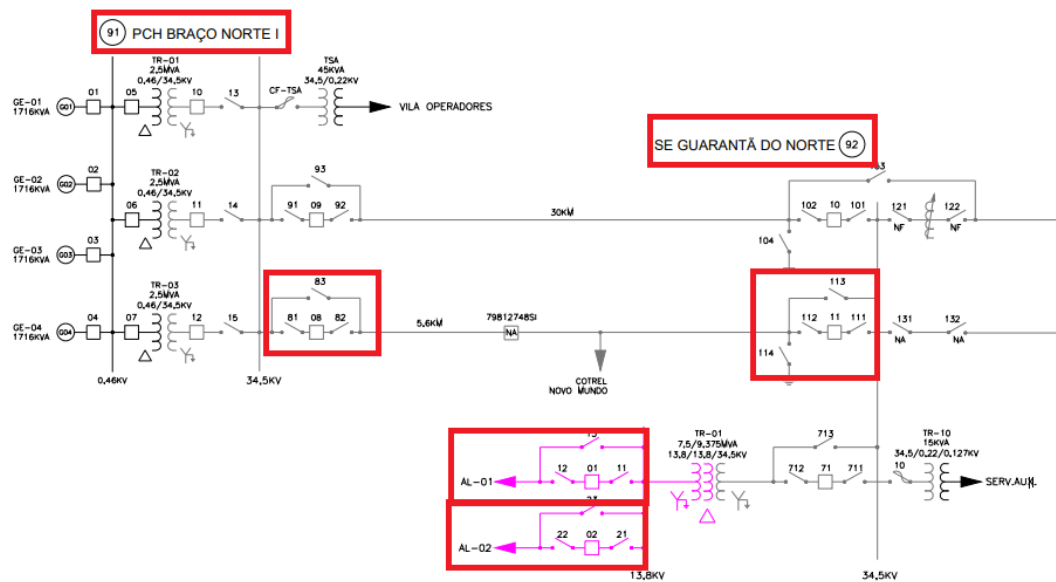 91 PCH BRAÇO NORTE I
TR-01
2,5MVA
0,46/34,5KV
TSA
45KVA
34,5/0,22KV
GE-01
1716KVA
G01
01
05
10
13
CF-TSA
VILA OPERADORES
SE GUARANTÃ DO NORTE 92
GE-02
1716KVA
G02
02
TR-02
2,5MVA
0,46/34,5KV
93
06
11
14
91
09
92
30KM
102
10
101
121
NF
122
NF
104
GE-03
1716KVA
G03
03
TR-03
2,5MVA
0,46/34,5KV
83
113
GE-04
1716KVA
04
07
12
15
81
08
82
5,6KM
79812748SI
NA
112
11
111
131
NA
132
NA
114
COTREL
NOVO MUNDO
0,46KV
34,5KV
AL-01
12
01
11
TR-01
7,5/9,375MVA
13,8/13,8/34,5KV
713
712
71
711
10
TR-10
15KVA
34,5/0,22/0,127KV
SERV.AUX.
AL-02
22
02
21
13,8KV
34,5KV